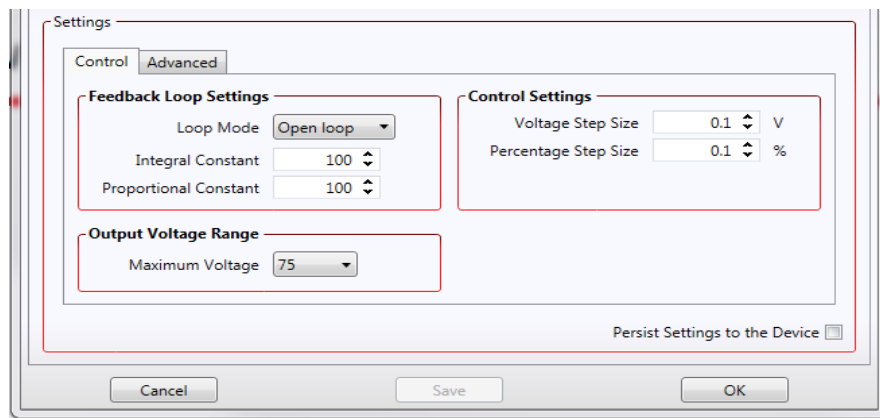 Settings
Control Advanced
Feedback Loop Settings
Loop Mode Open loop
Integral Constant 100
Proportional Constant 100
Control Settings
Voltage Step Size 0.1 V
Percentage Step Size 0.1 %
Output Voltage Range
Maximum Voltage 75
Persist Settings to the Device
Cancel Save OK